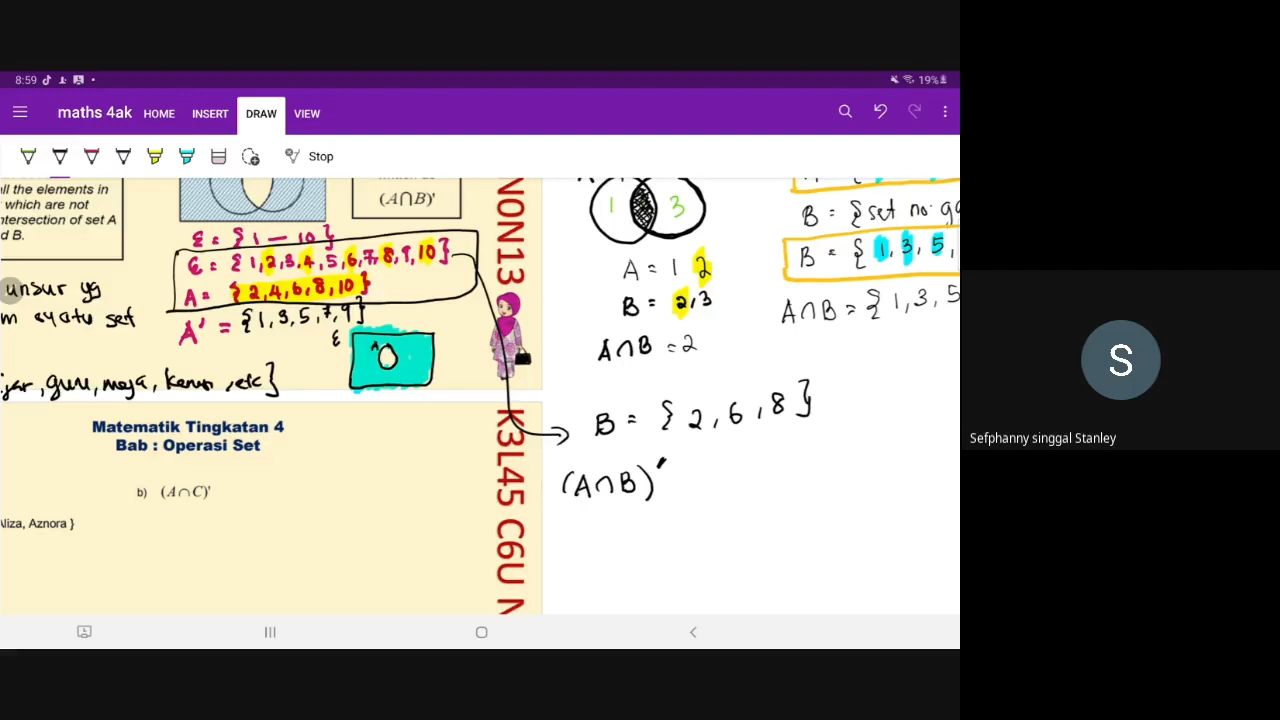 8:59
19%
maths 4ak HOME INSERT DRAW VIEW
Stop
all the elements in
which are not
ntersection of set A
d B.
(A∩B)'
ε = {1 — 10}
ε = {1,2,3,4,5,6,7,8,9,10}
A = {2,4,6,8,10}
A' = {1,3,5,7,9}
unsur yg
m suatu set
ε
A
guru, meja, kerusi, etc}
N0N13
1 3
A = 1 2
B = 2,3
A∩B = 2
B = {
B = {1, 3, 5,
A∩B = {1,3,5
B = {2, 6, 8}
(A∩B)'
Matematik Tingkatan 4
Bab : Operasi Set
b) (A∩C)'
Aliza, Aznora }
K3L45 C6U N
S
Sefphanny singgal Stanley